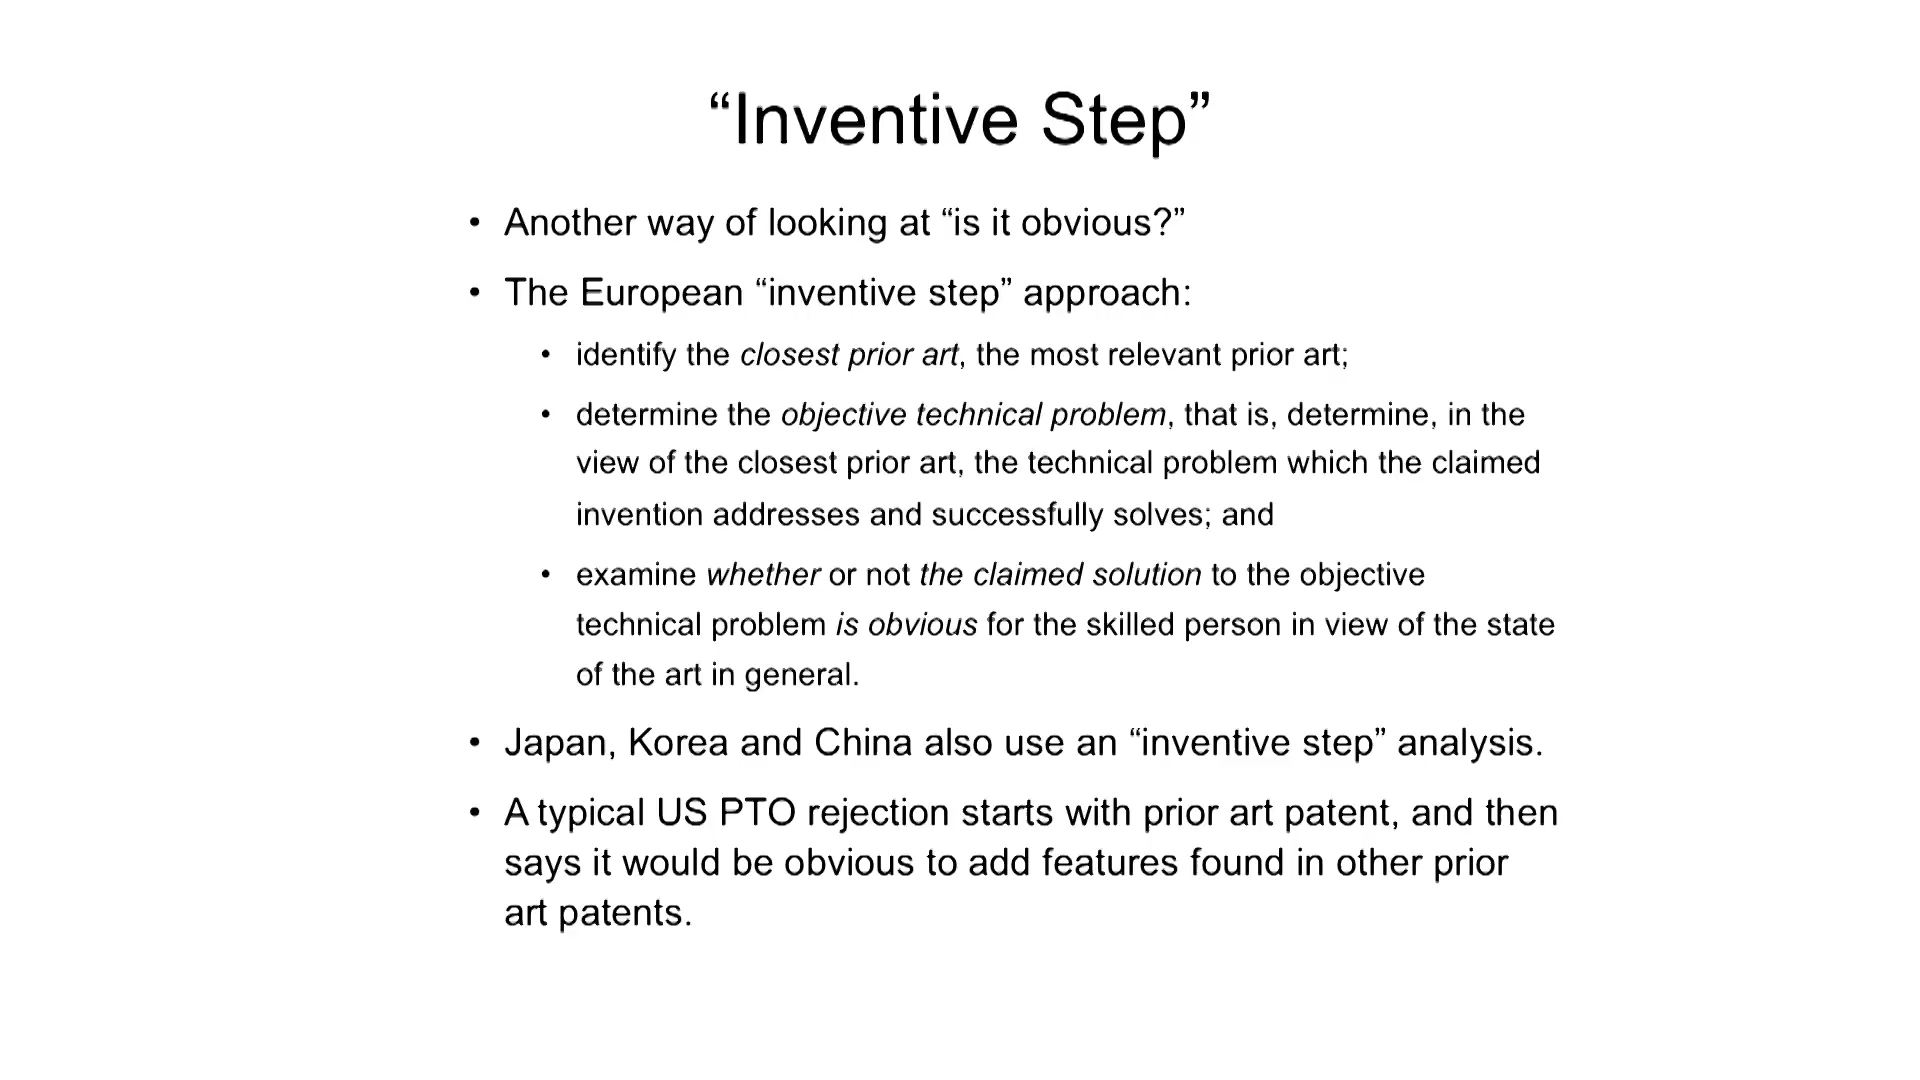 “Inventive Step”
• Another way of looking at “is it obvious?”
• The European “inventive step” approach:
• identify the closest prior art, the most relevant prior art;
• determine the objective technical problem, that is, determine, in the
view of the closest prior art, the technical problem which the claimed
invention addresses and successfully solves; and
• examine whether or not the claimed solution to the objective
technical problem is obvious for the skilled person in view of the state
of the art in general.
• Japan, Korea and China also use an “inventive step” analysis.
• A typical US PTO rejection starts with prior art patent, and then
says it would be obvious to add features found in other prior
art patents.